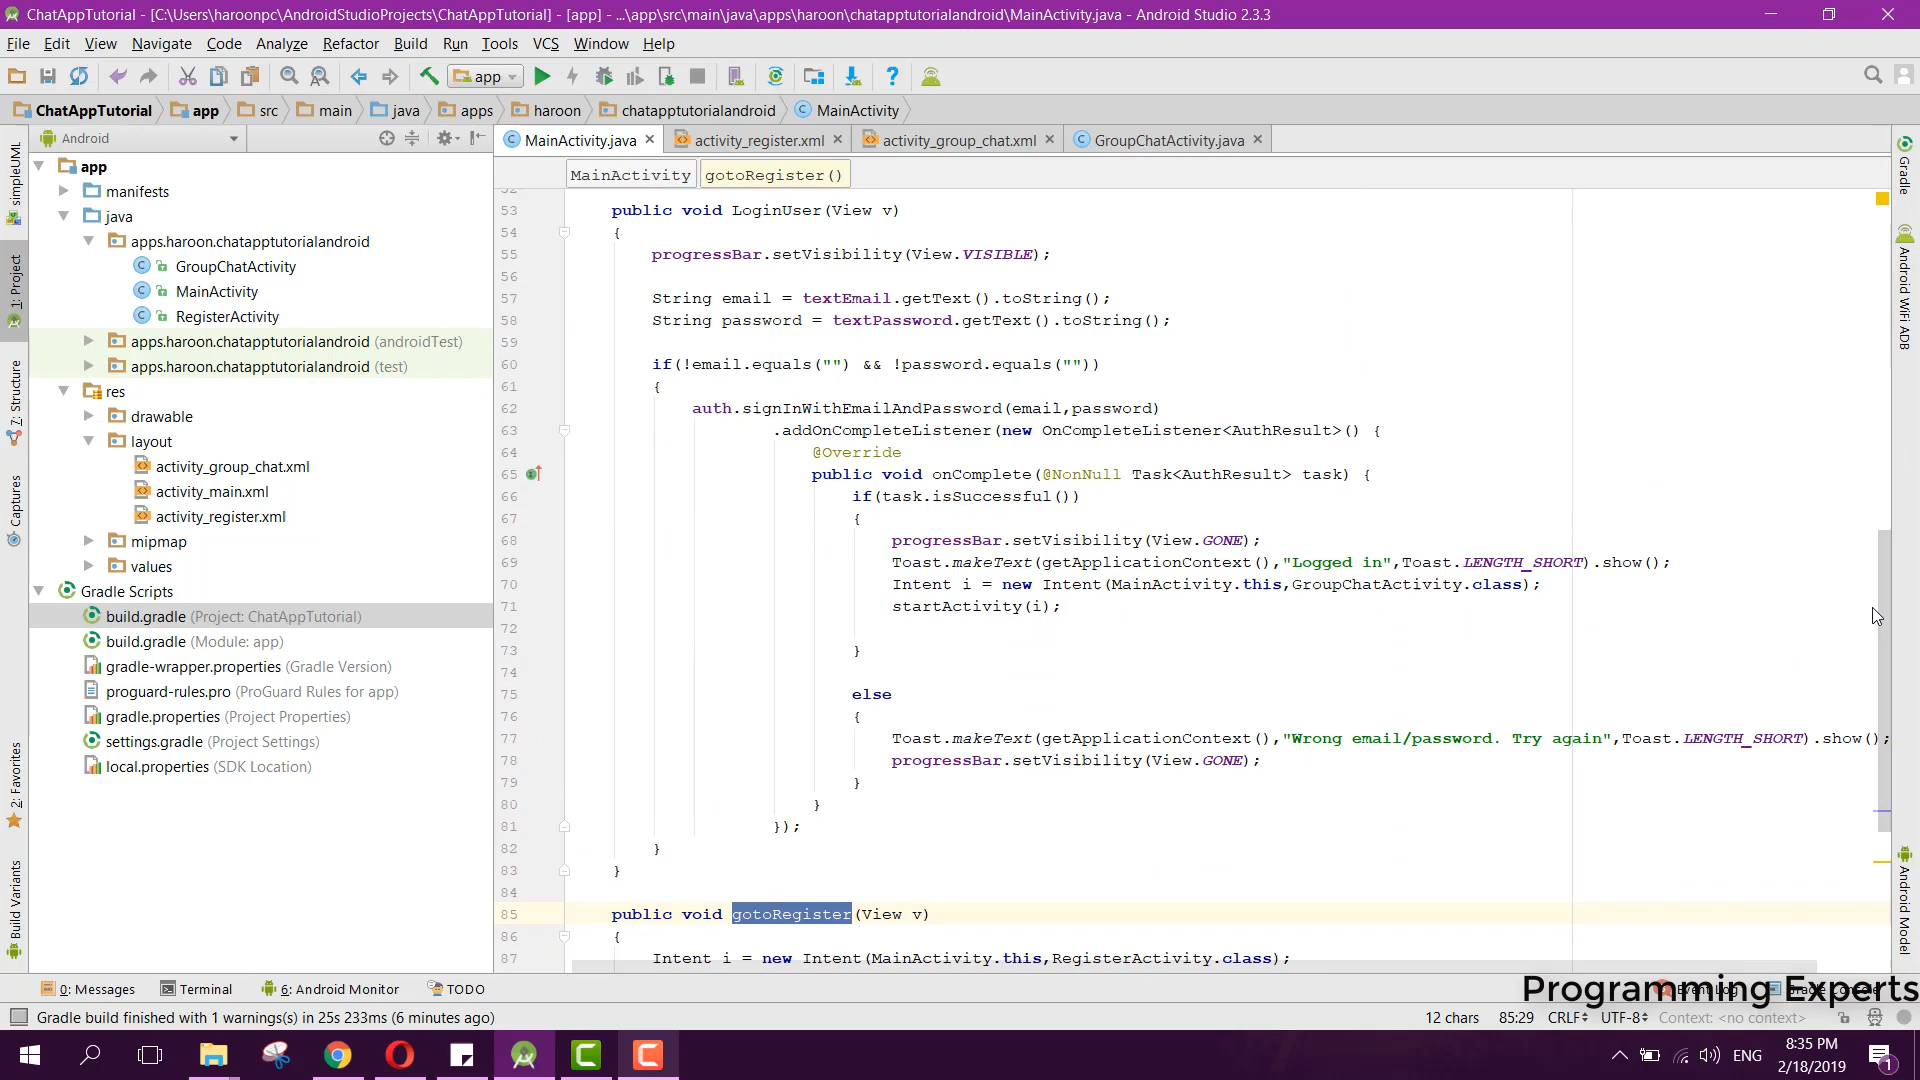 ChatAppTutorial - [C:\Users\haroonpc\AndroidStudioProjects\ChatAppTutorial] - [app] - ...\app\src\main\java\apps\haroon\chatapptutorialandroid\MainActivity.java - Android Studio 2.3.3
File Edit View Navigate Code Analyze Refactor Build Run Tools VCS Window Help
app
ChatAppTutorial app src main java apps haroon chatapptutorialandroid MainActivity
Android
MainActivity.java activity_register.xml activity_group_chat.xml GroupChatActivity.java
MainActivity gotoRegister()
simpleUML
1: Project
7: Structure
Captures
2: Favorites
Build Variants
app
manifests
java
apps.haroon.chatapptutorialandroid
GroupChatActivity
MainActivity
RegisterActivity
apps.haroon.chatapptutorialandroid (androidTest)
apps.haroon.chatapptutorialandroid (test)
res
drawable
layout
activity_group_chat.xml
activity_main.xml
activity_register.xml
mipmap
values
Gradle Scripts
build.gradle (Project: ChatAppTutorial)
build.gradle (Module: app)
gradle-wrapper.properties (Gradle Version)
proguard-rules.pro (ProGuard Rules for app)
gradle.properties (Project Properties)
settings.gradle (Project Settings)
local.properties (SDK Location)
53 public void LoginUser(View v)
54 {
55 progressBar.setVisibility(View.VISIBLE);
56
57 String email = textEmail.getText().toString();
58 String password = textPassword.getText().toString();
59
60 if(!email.equals("") && !password.equals(""))
61 {
62 auth.signInWithEmailAndPassword(email,password)
63 .addOnCompleteListener(new OnCompleteListener<AuthResult>() {
64 @Override
65 public void onComplete(@NonNull Task<AuthResult> task) {
66 if(task.isSuccessful())
67 {
68 progressBar.setVisibility(View.GONE);
69 Toast.makeText(getApplicationContext(),"Logged in",Toast.LENGTH_SHORT).show();
70 Intent i = new Intent(MainActivity.this,GroupChatActivity.class);
71 startActivity(i);
72
73 }
74
75 else
76 {
77 Toast.makeText(getApplicationContext(),"Wrong email/password. Try again",Toast.LENGTH_SHORT).show();
78 progressBar.setVisibility(View.GONE);
79 }
80 }
81 });
82 }
83 }
84
85 public void gotoRegister(View v)
86 {
87 Intent i = new Intent(MainActivity.this,RegisterActivity.class);
Gradle
Android WiFi ADB
Android Model
0: Messages Terminal 6: Android Monitor TODO
Programming Experts
Gradle build finished with 1 warnings(s) in 25s 233ms (6 minutes ago)
12 chars 85:29 CRLF UTF-8 Context: <no context>
ENG
8:35 PM
2/18/2019
1